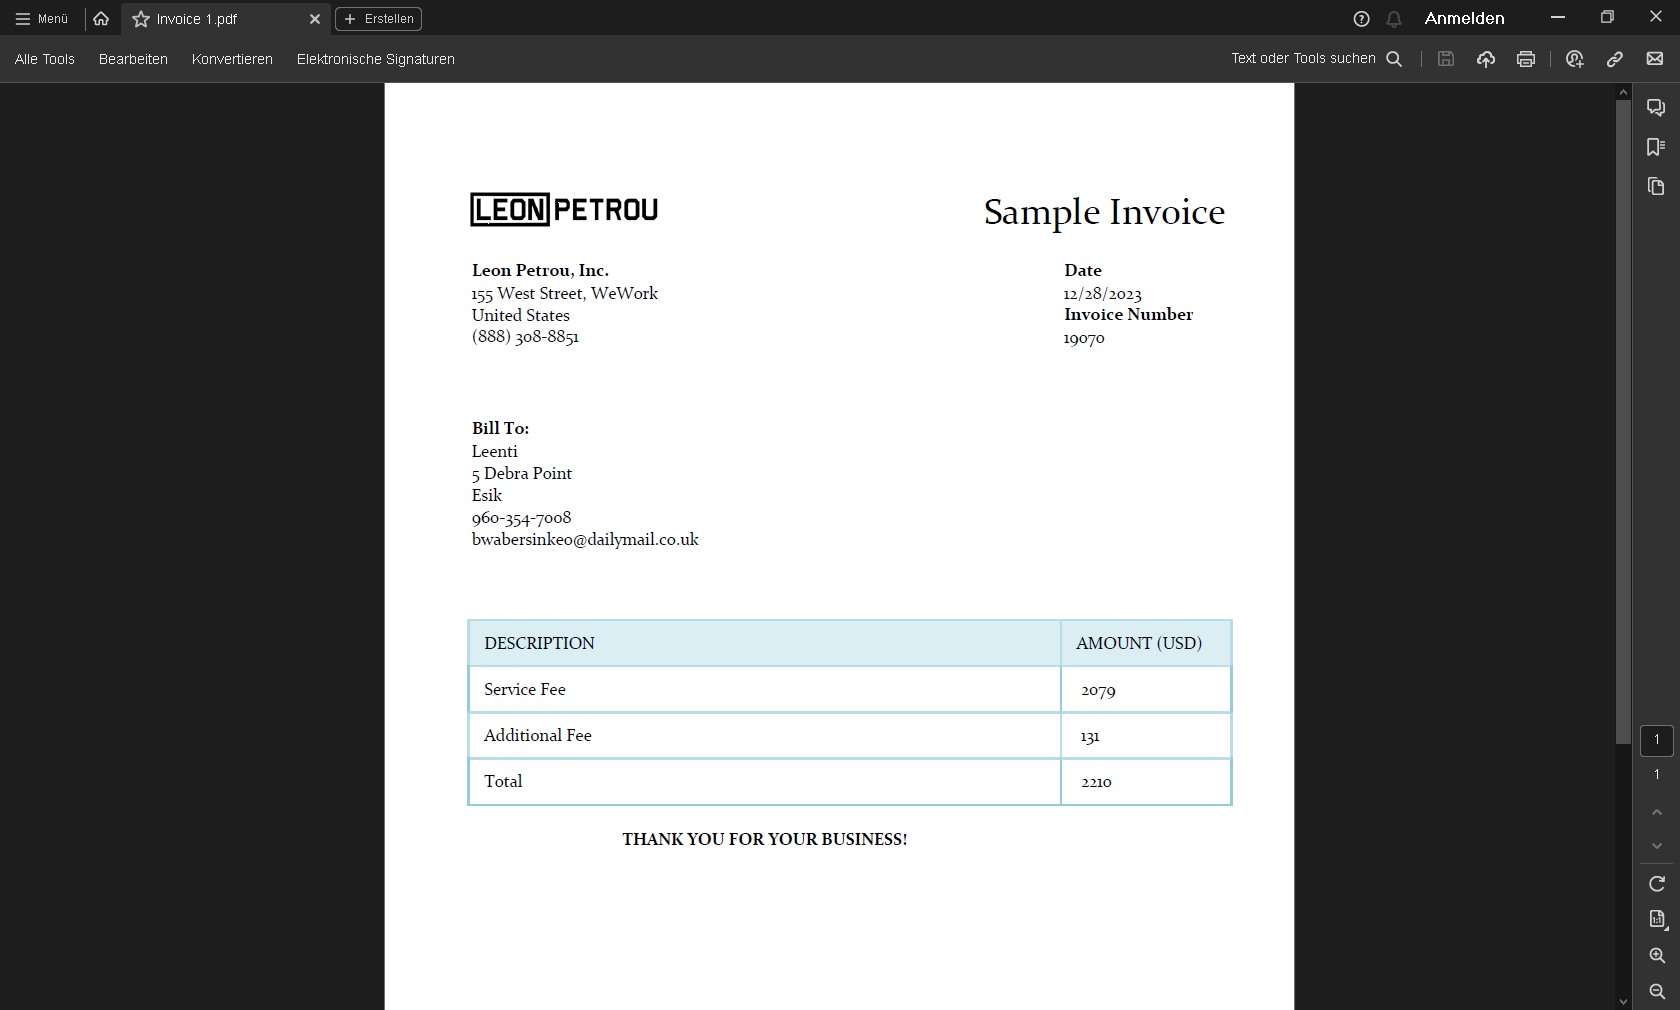 Menü
Invoice 1.pdf
Erstellen
Anmelden
Alle Tools
Bearbeiten
Konvertieren
Elektronische Signaturen
Text oder Tools suchen
LEON PETROU
Sample Invoice
Leon Petrou, Inc.
155 West Street, WeWork
United States
(888) 308-8851
Date
12/28/2023
Invoice Number
19070
Bill To:
Leenti
5 Debra Point
Esik
960-354-7008
bwabersinkeo@dailymail.co.uk
DESCRIPTION AMOUNT (USD)
Service Fee 2079
Additional Fee 131
Total 2210
THANK YOU FOR YOUR BUSINESS!
1
1
1:1